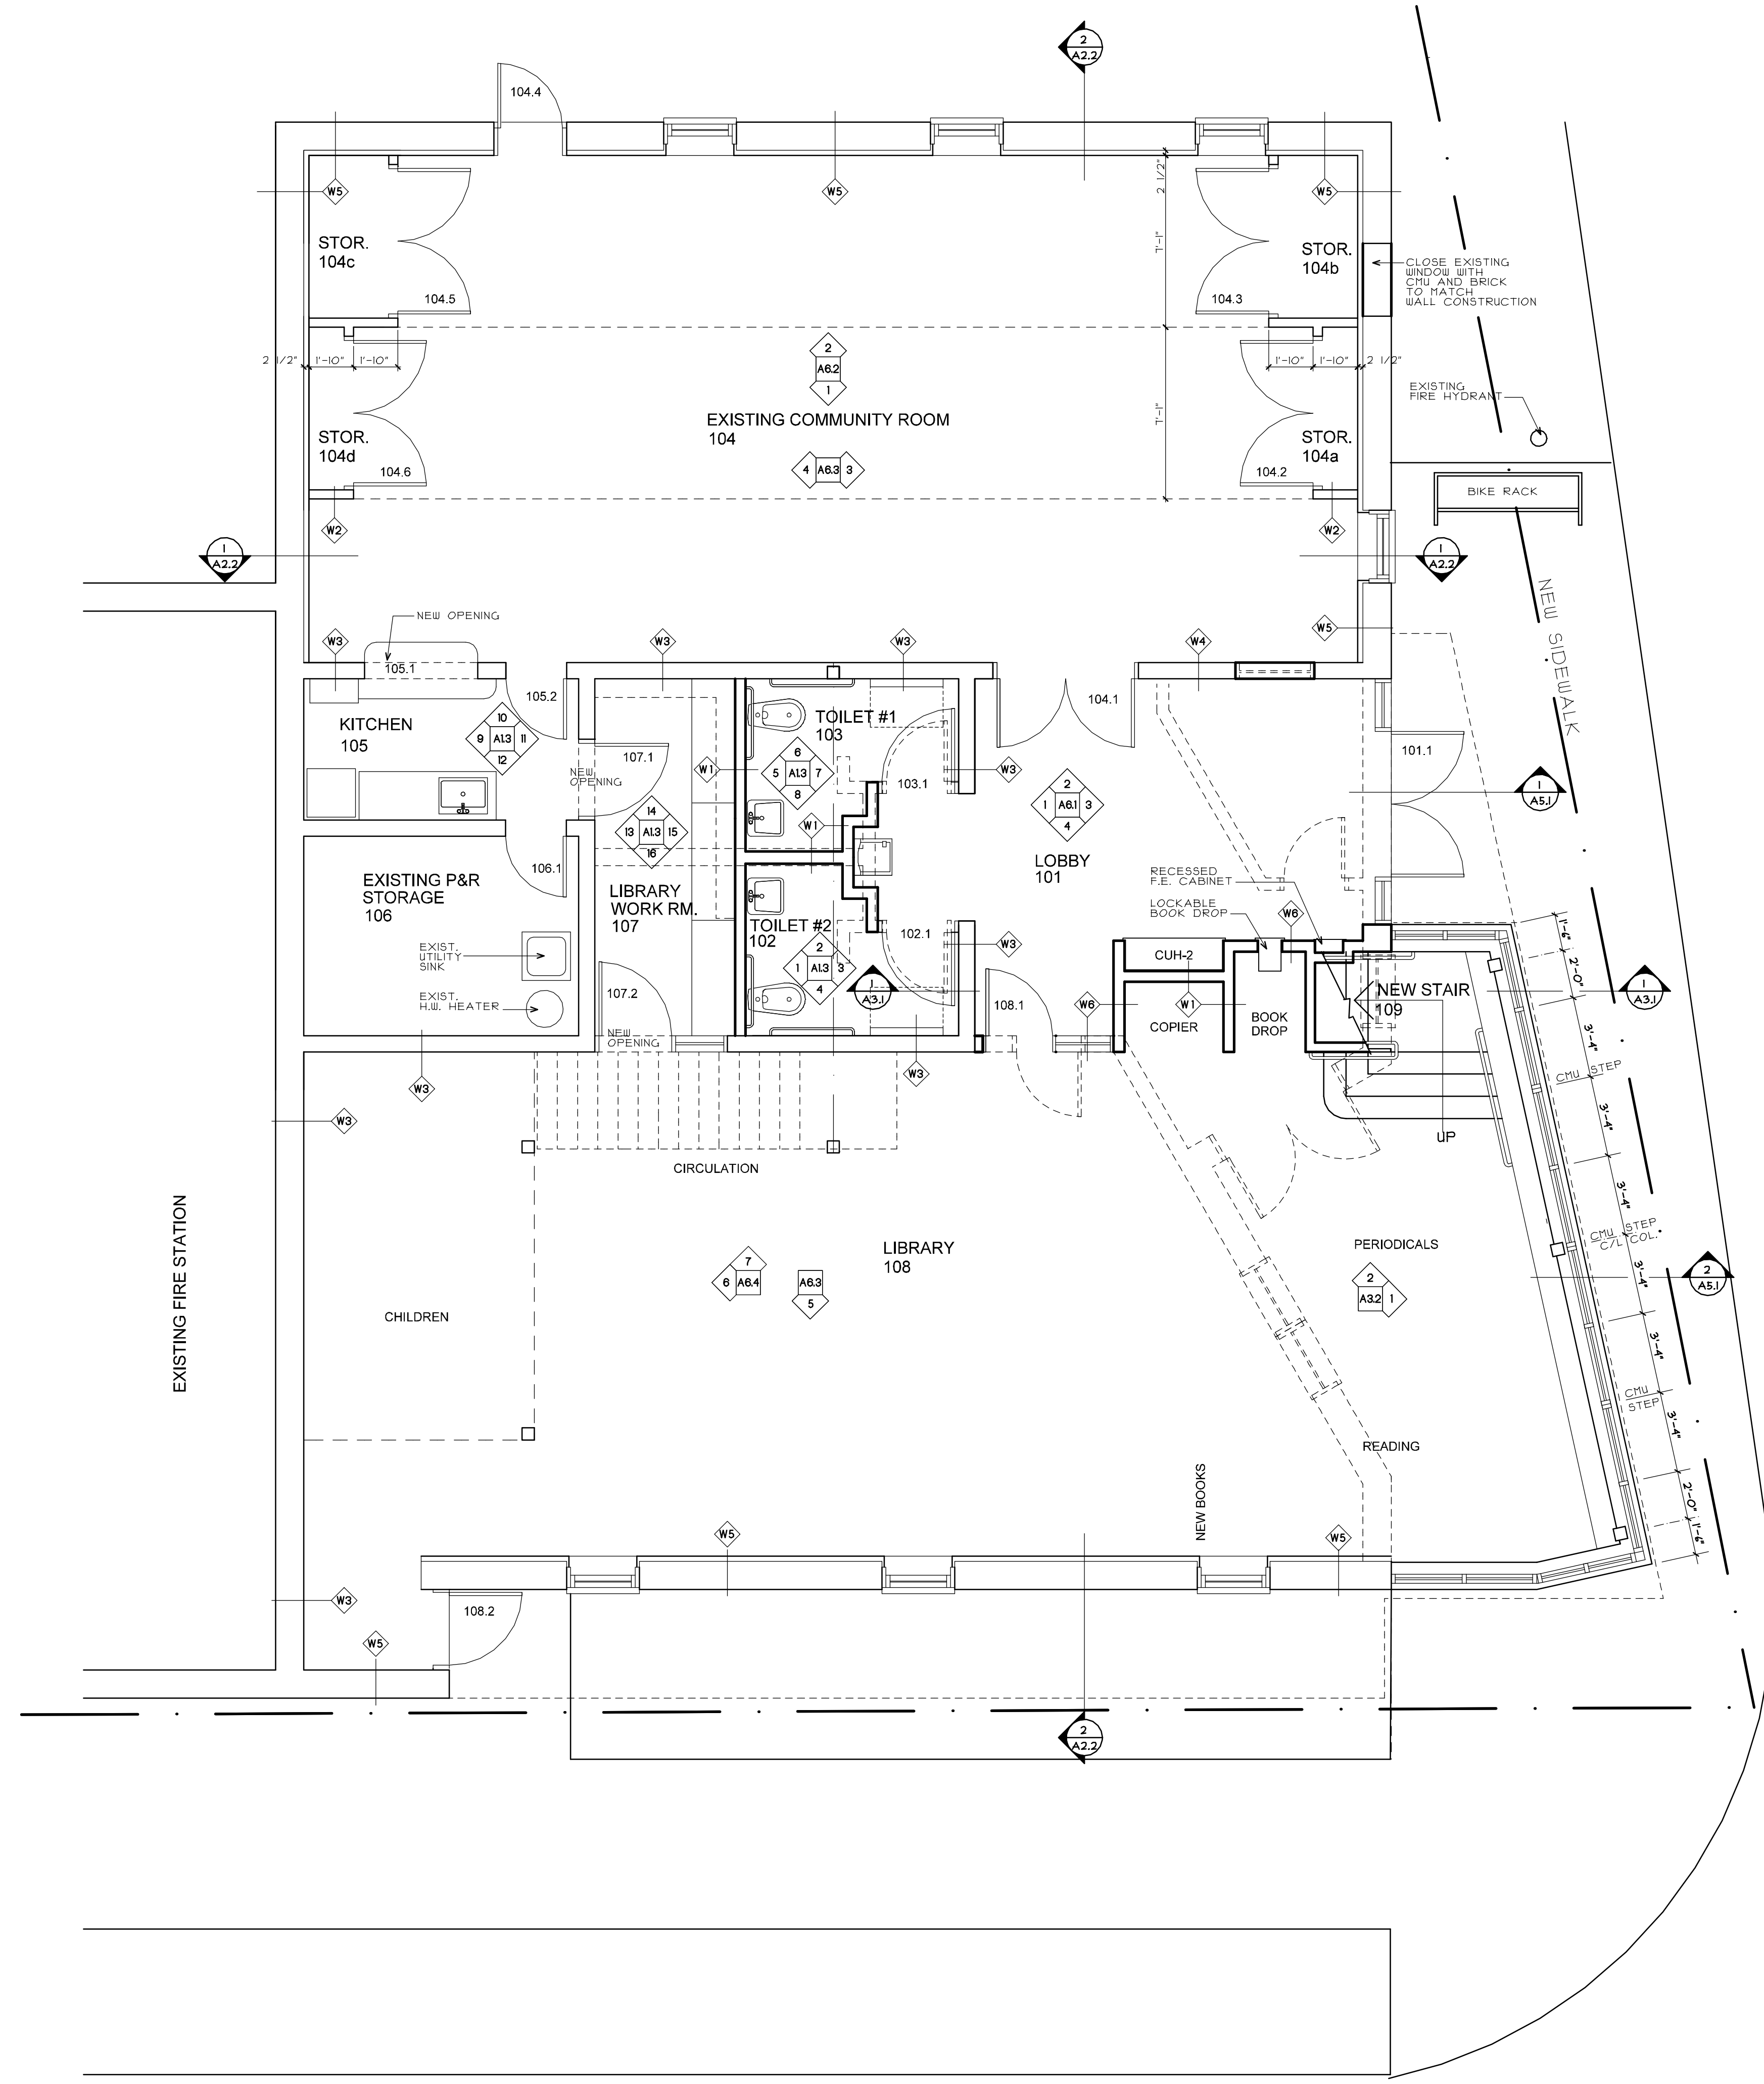 2
A2.2
104.4
W5
W5
W5
2 1/2"
7'-1"
STOR.
104c
STOR.
104b
104.5
104.3
CLOSE EXISTING
WINDOW WITH
CMU AND BRICK
TO MATCH
WALL CONSTRUCTION
2 1/2"
1'-10"
1'-10"
2
A6.2
1
1'-10"
1'-10"
2 1/2"
EXISTING
FIRE HYDRANT
7'-1"
EXISTING COMMUNITY ROOM
104
STOR.
104d
STOR.
104a
104.6
4 A6.3 3
104.2
BIKE RACK
W2
W2
1
A2.2
1
A2.2
NEW SIDEWALK
NEW OPENING
W3
W3
W3
W4
W5
105.1
105.2
104.1
KITCHEN
105
10
9 A1.3 11
12
TOILET #1
103
107.1
NEW
OPENING
W1
6
5 A1.3 7
8
103.1
W3
101.1
2
1 A6.1 3
4
1
A5.1
14
13 A1.3 15
16
W1
LOBBY
101
106.1
EXISTING P&R
STORAGE
106
LIBRARY
WORK RM.
107
RECESSED
F.E. CABINET
LOCKABLE
BOOK DROP
W6
TOILET #2
102
102.1
W3
EXIST.
UTILITY
SINK
2
1 A1.3 3
4
1
A3.1
CUH-2
1'-6"
2'-0"
EXIST.
H.W. HEATER
107.2
108.1
W6
W1
NEW STAIR
109
1
A3.1
COPIER
BOOK
DROP
NEW
OPENING
3'-4"
CMU STEP
W3
W3
W3
3'-4"
UP
CIRCULATION
3'-4"
EXISTING FIRE STATION
CMU STEP
C/L COL.
LIBRARY
108
PERIODICALS
3'-4"
7
6 A6.4
A6.3
5
2
A3.2 1
2
A5.1
CHILDREN
3'-4"
CMU
STEP
3'-4"
READING
NEW BOOKS
2'-0"
1'-6"
W5
W5
W3
108.2
W5
2
A2.2